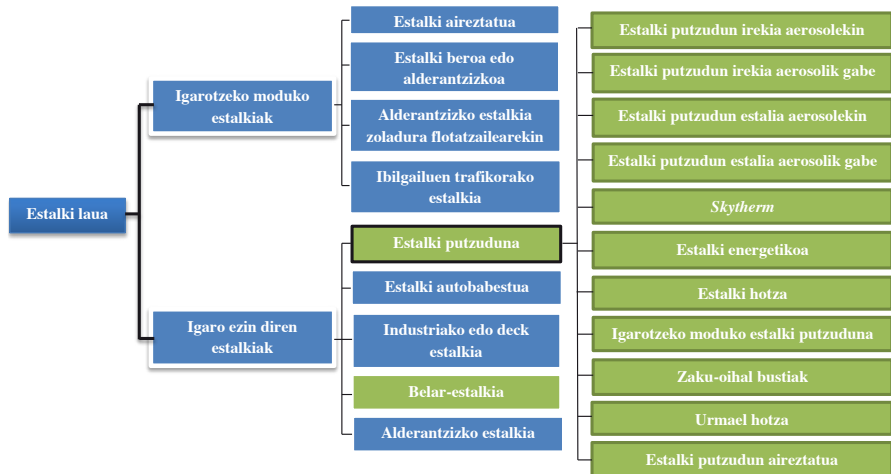 Estalki laua
Igarotzeko moduko
estalkiak
Estalki aireztatua
Estalki beroa edo
alderantzizkoa
Alderantzizko estalkia
zoladura flotatzailearekin
Ibilgailuen trafikorako
estalkia
Igaro ezin diren
estalkiak
Estalki putzuduna
Estalki autobabestua
Industriako edo deck
estalkia
Belar-estalkia
Alderantzizko estalkia
Estalki putzudun irekia aerosolekin
Estalki putzudun irekia aerosolik gabe
Estalki putzudun estalia aerosolekin
Estalki putzudun estalia aerosolik gabe
Skytherm
Estalki energetikoa
Estalki hotza
Igarotzeko moduko estalki putzuduna
Zaku-oihal bustiak
Urmael hotza
Estalki putzudun aireztatua